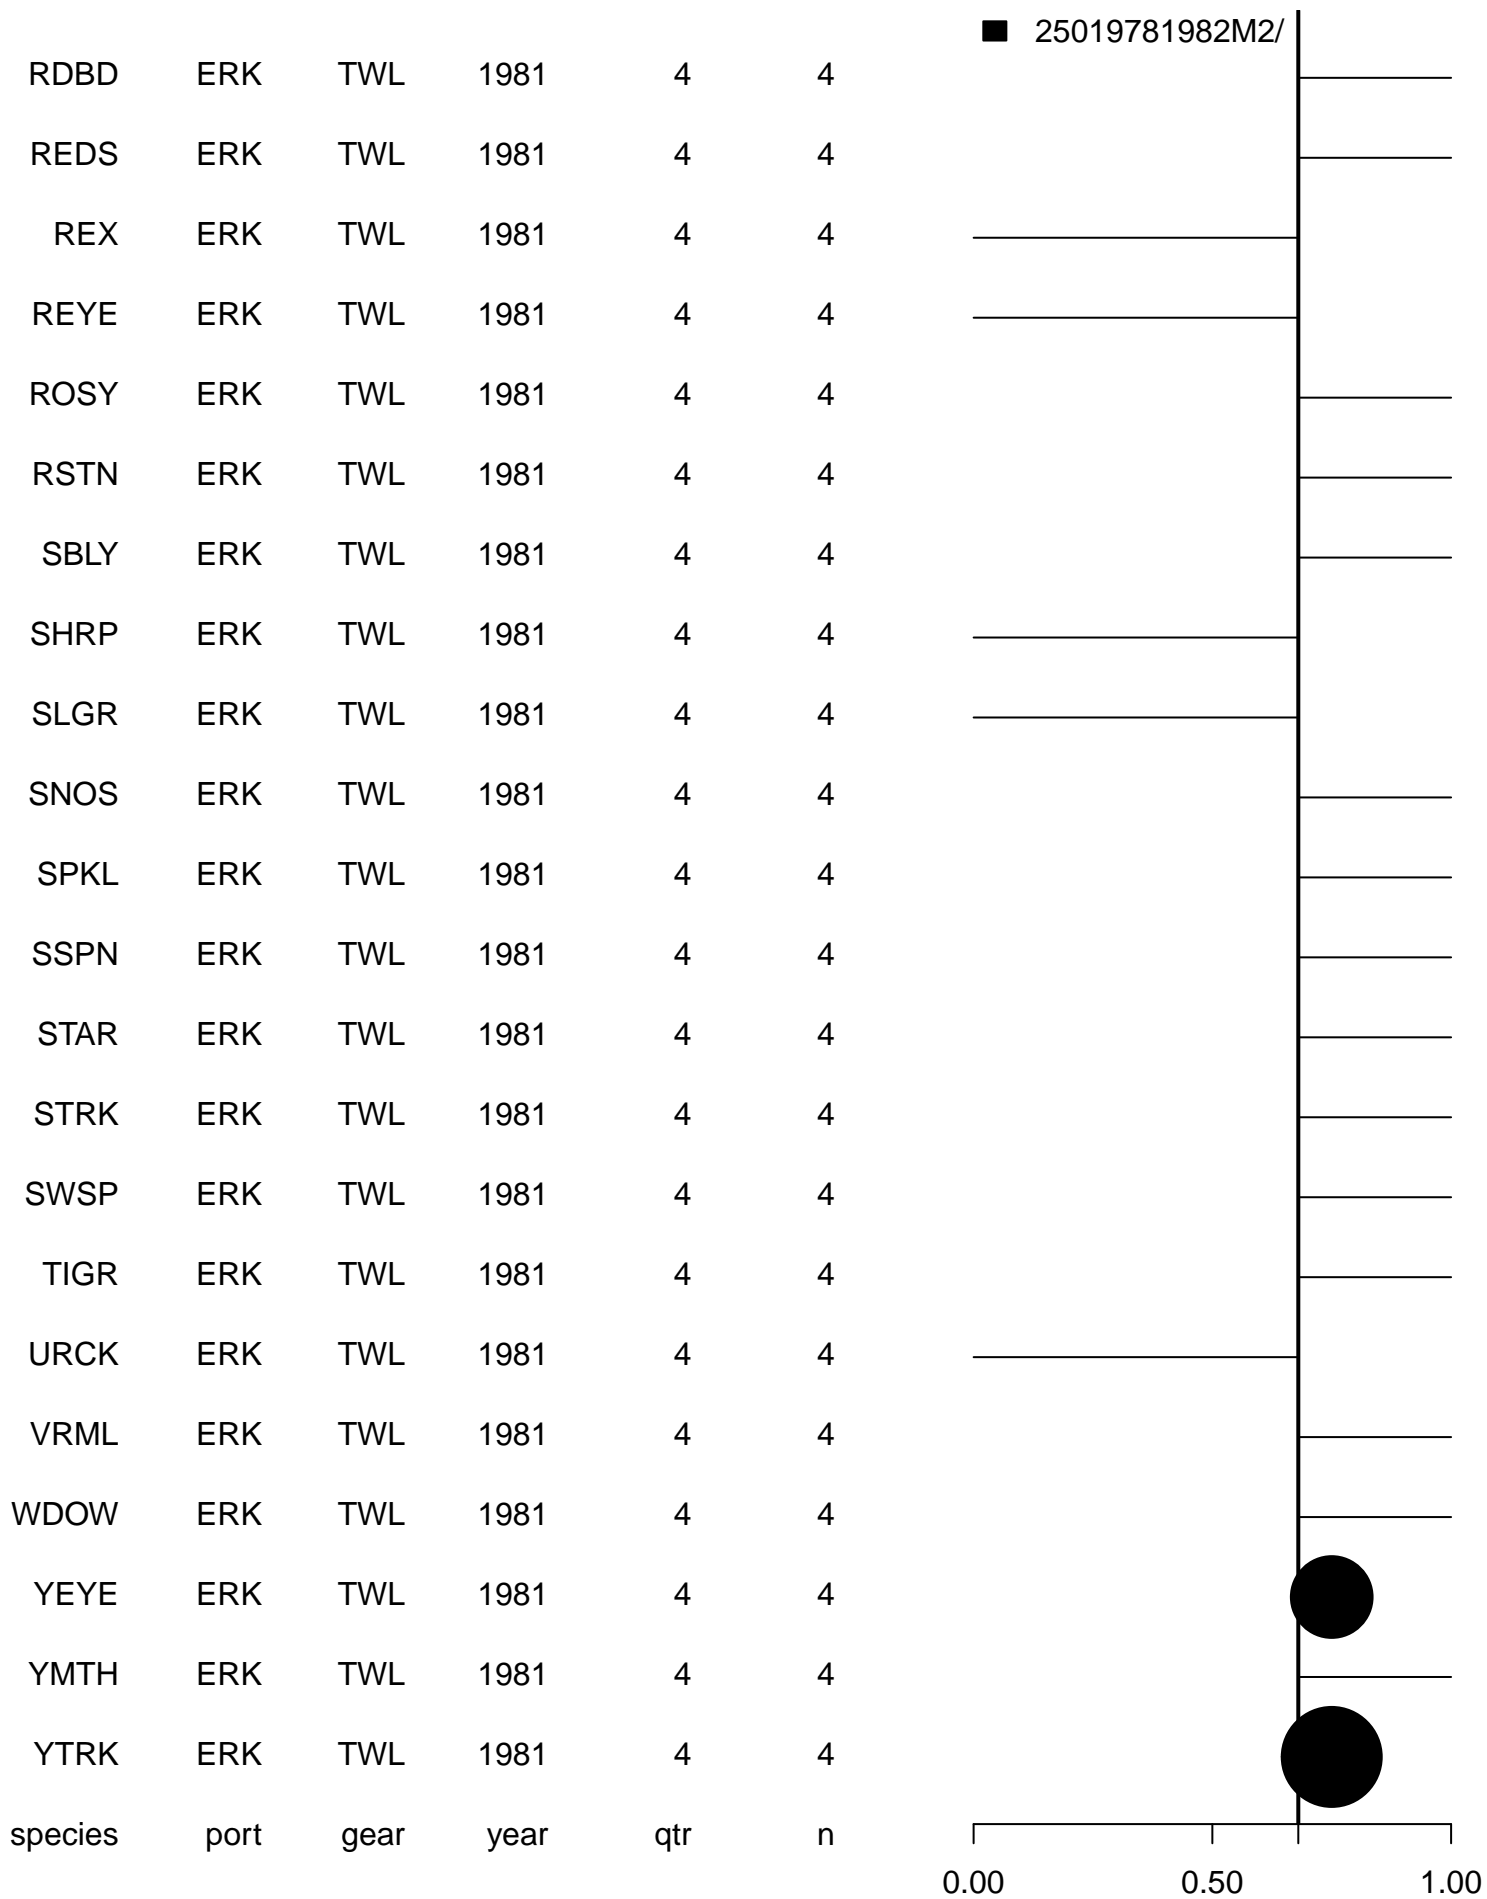 25019781982M2/
RDBD ERK TWL 1981 4 4
REDS ERK TWL 1981 4 4
REX ERK TWL 1981 4 4
REYE ERK TWL 1981 4 4
ROSY ERK TWL 1981 4 4
RSTN ERK TWL 1981 4 4
SBLY ERK TWL 1981 4 4
SHRP ERK TWL 1981 4 4
SLGR ERK TWL 1981 4 4
SNOS ERK TWL 1981 4 4
SPKL ERK TWL 1981 4 4
SSPN ERK TWL 1981 4 4
STAR ERK TWL 1981 4 4
STRK ERK TWL 1981 4 4
SWSP ERK TWL 1981 4 4
TIGR ERK TWL 1981 4 4
URCK ERK TWL 1981 4 4
VRML ERK TWL 1981 4 4
WDOW ERK TWL 1981 4 4
YEYE ERK TWL 1981 4 4
YMTH ERK TWL 1981 4 4
YTRK ERK TWL 1981 4 4
species port gear year qtr n
0.00 0.50 1.00